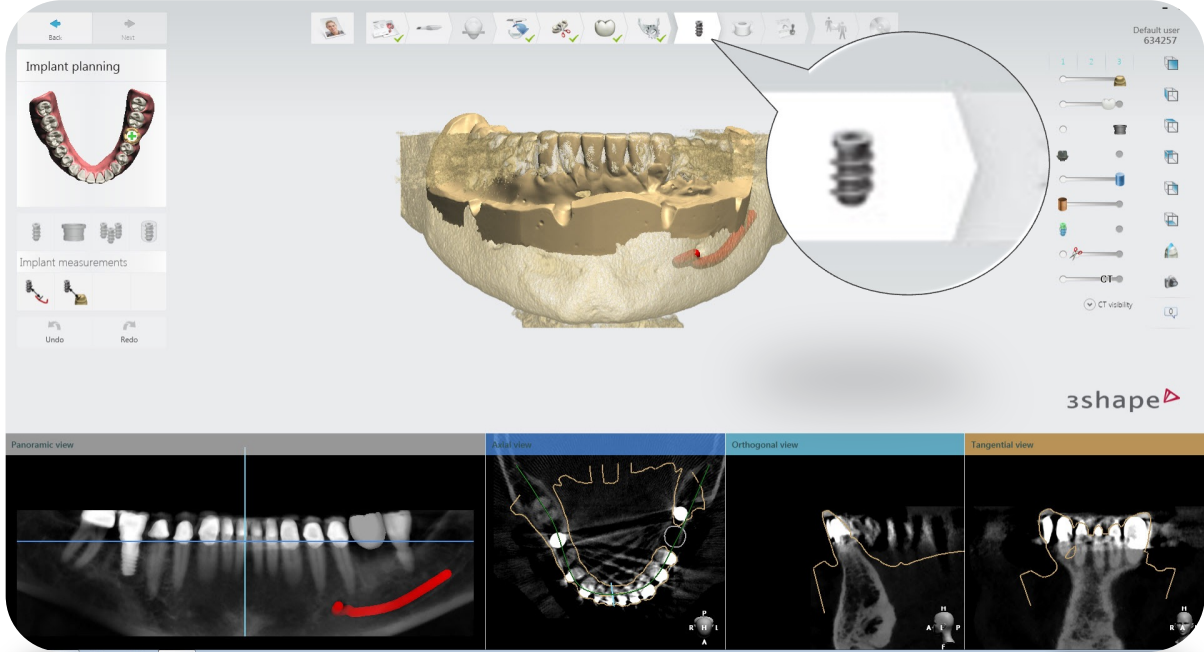 Back
Next
Default user
634257
Implant planning
1 2 3
Implant measurements
CT
CT visibility
Undo
Redo
3shape
Panoramic view
Axial view
Orthogonal view
Tangential view
P
R H L
A
H
A L P
F
H
R A